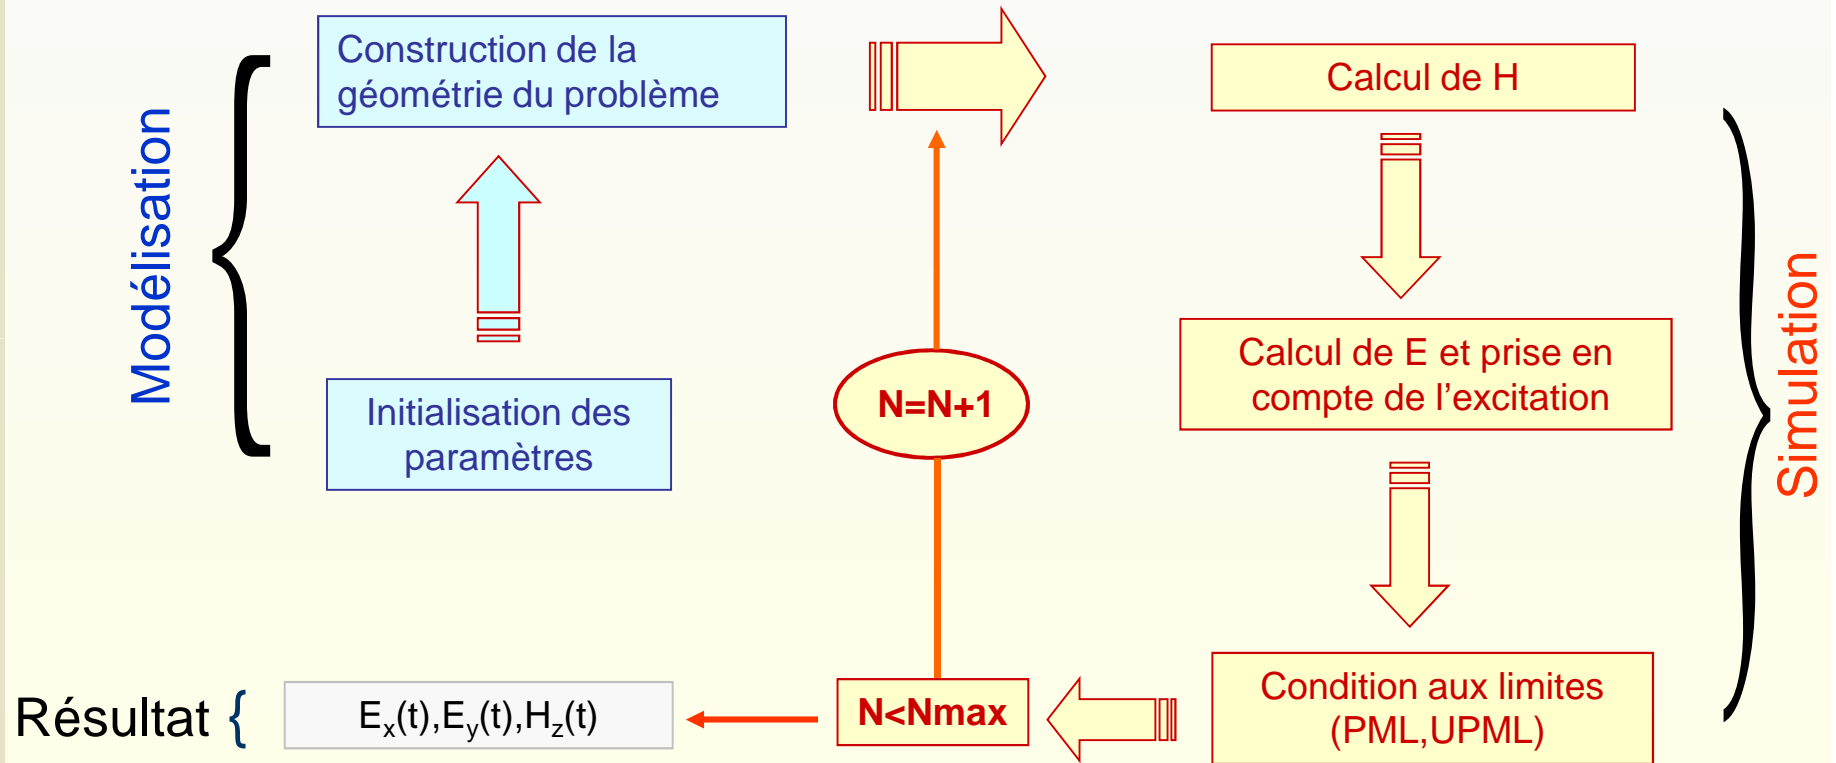 Modélisation
Construction de la
géométrie du problème
Initialisation des
paramètres
N=N+1
Calcul de H
Calcul de E et prise en
compte de l’excitation
Condition aux limites
(PML,UPML)
Simulation
N<Nmax
Résultat {
Ex(t),Ey(t),Hz(t)